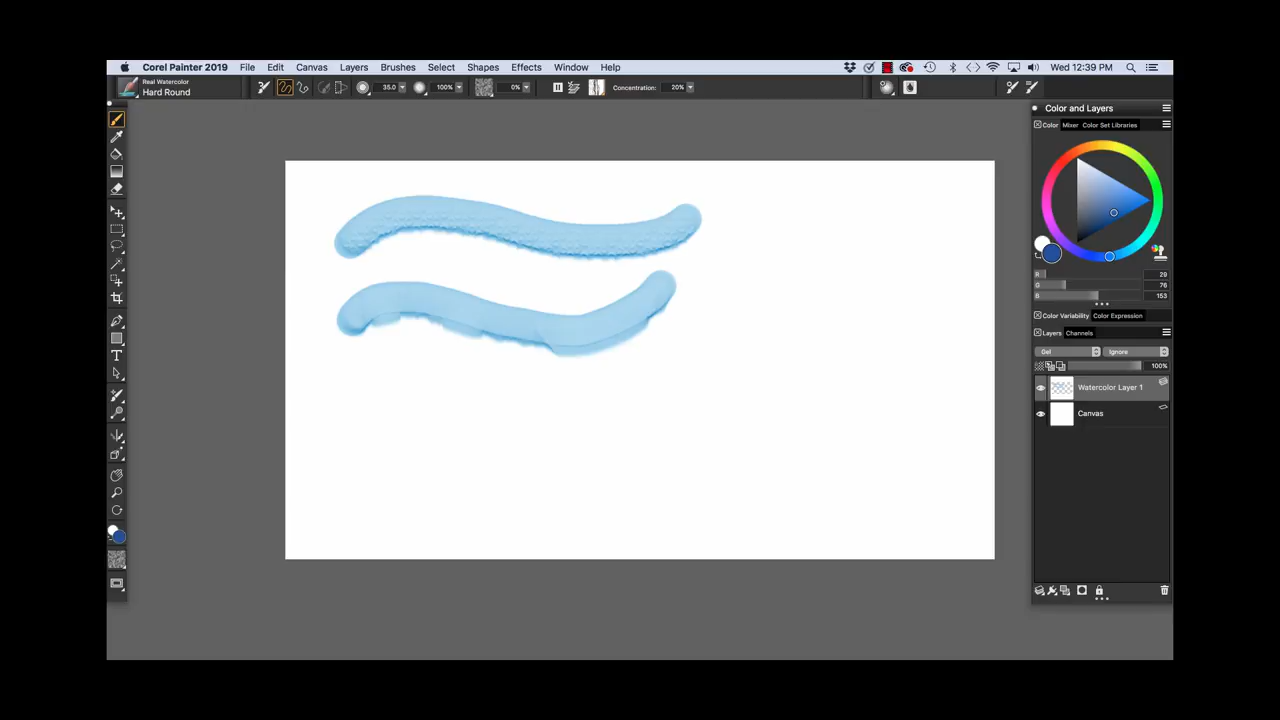 Corel Painter 2019 File Edit Canvas Layers Brushes Select Shapes Effects Window Help Wed 12:39 PM
Real Watercolor
Hard Round
35.0 100% 0% Concentration: 20%
Color and Layers
Color Mixer Color Set Libraries
R 29
G 76
B 153
Color Variability Color Expression
Layers Channels
Gel Ignore
100%
Watercolor Layer 1
Canvas
T